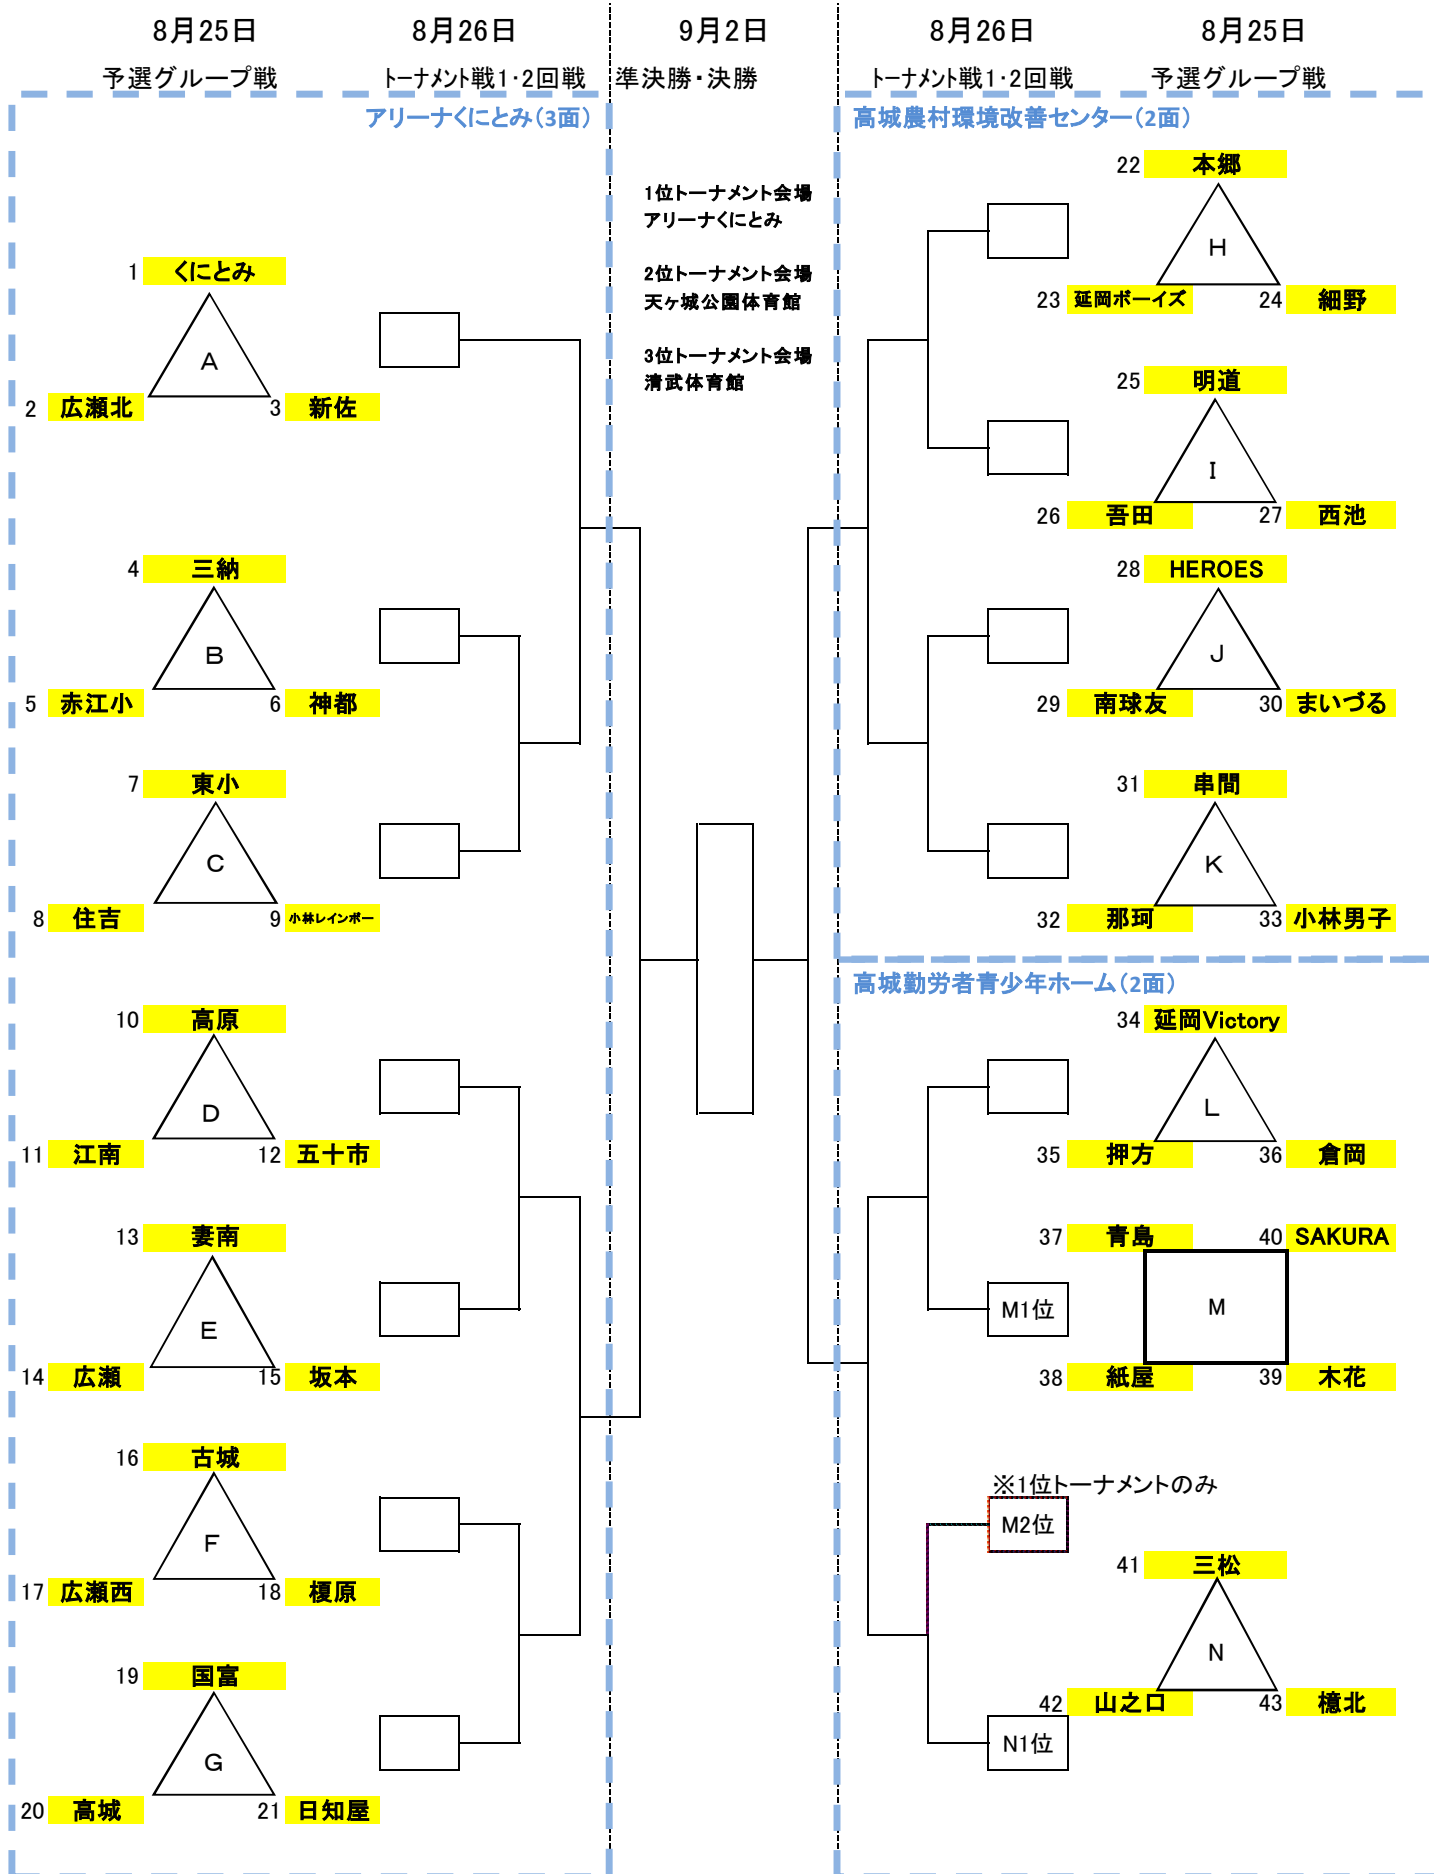 8月25日
8月26日
9月2日
8月26日
8月25日
予選グループ戦
トーナメント戦1・2回戦
準決勝・決勝
トーナメント戦1・2回戦
予選グループ戦
アリーナくにとみ(3面)
1 くにとみ
A
2 広瀬北
3 新佐
4 三納
B
5 赤江小
6 神都
7 東小
C
8 住吉
9 小林レインボー
10 高原
D
11 江南
12 五十市
13 妻南
E
14 広瀬
15 坂本
16 古城
F
17 広瀬西
18 榎原
19 国富
G
20 高城
21 日知屋
1位トーナメント会場
アリーナくにとみ
2位トーナメント会場
天ヶ城公園体育館
3位トーナメント会場
清武体育館
高城農村環境改善センター(2面)
22 本郷
H
23 延岡ボーイズ
24 細野
25 明道
I
26 吾田
27 西池
28 HEROES
J
29 南球友
30 まいづる
31 串間
K
32 那珂
33 小林男子
高城勤労者青少年ホーム(2面)
34 延岡Victory
L
35 押方
36 倉岡
37 青島
40 SAKURA
M1位
M
38 紙屋
39 木花
※1位トーナメントのみ
M2位
41 三松
N
42 山之口
43 檍北
N1位